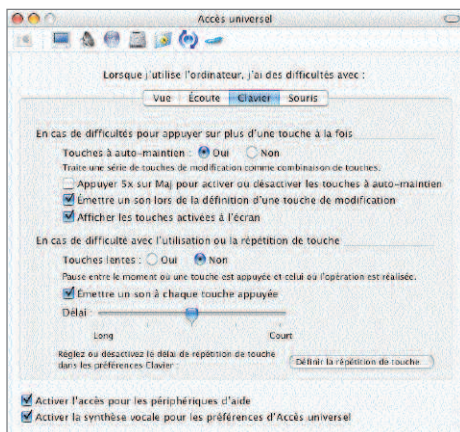 Accès universel
Lorsque j'utilise l'ordinateur, j'ai des difficultés avec :
Vue Écoute Clavier Souris
En cas de difficultés pour appuyer sur plus d'une touche à la fois
Touches à auto-maintien : Oui Non
Traite une série de touches de modification comme combinaison de touches.
Appuyer 5x sur Maj pour activer ou désactiver les touches à auto-maintien
Émettre un son lors de la définition d'une touche de modification
Afficher les touches activées à l'écran
En cas de difficulté avec l'utilisation ou la répétition de touche
Touches lentes : Oui Non
Pause entre le moment ou une touche est appuyée et celui ou l'opération est réalisée.
Émettre un son à chaque touche appuyée
Délai :
Long Court
Réglez ou désactivez le délai de répétition de touche
dans les préférences Clavier :
Définir la répétition de touche
Activer l'accès pour les périphériques d'aide
Activer la synthèse vocale pour les préférences d'Accès universel